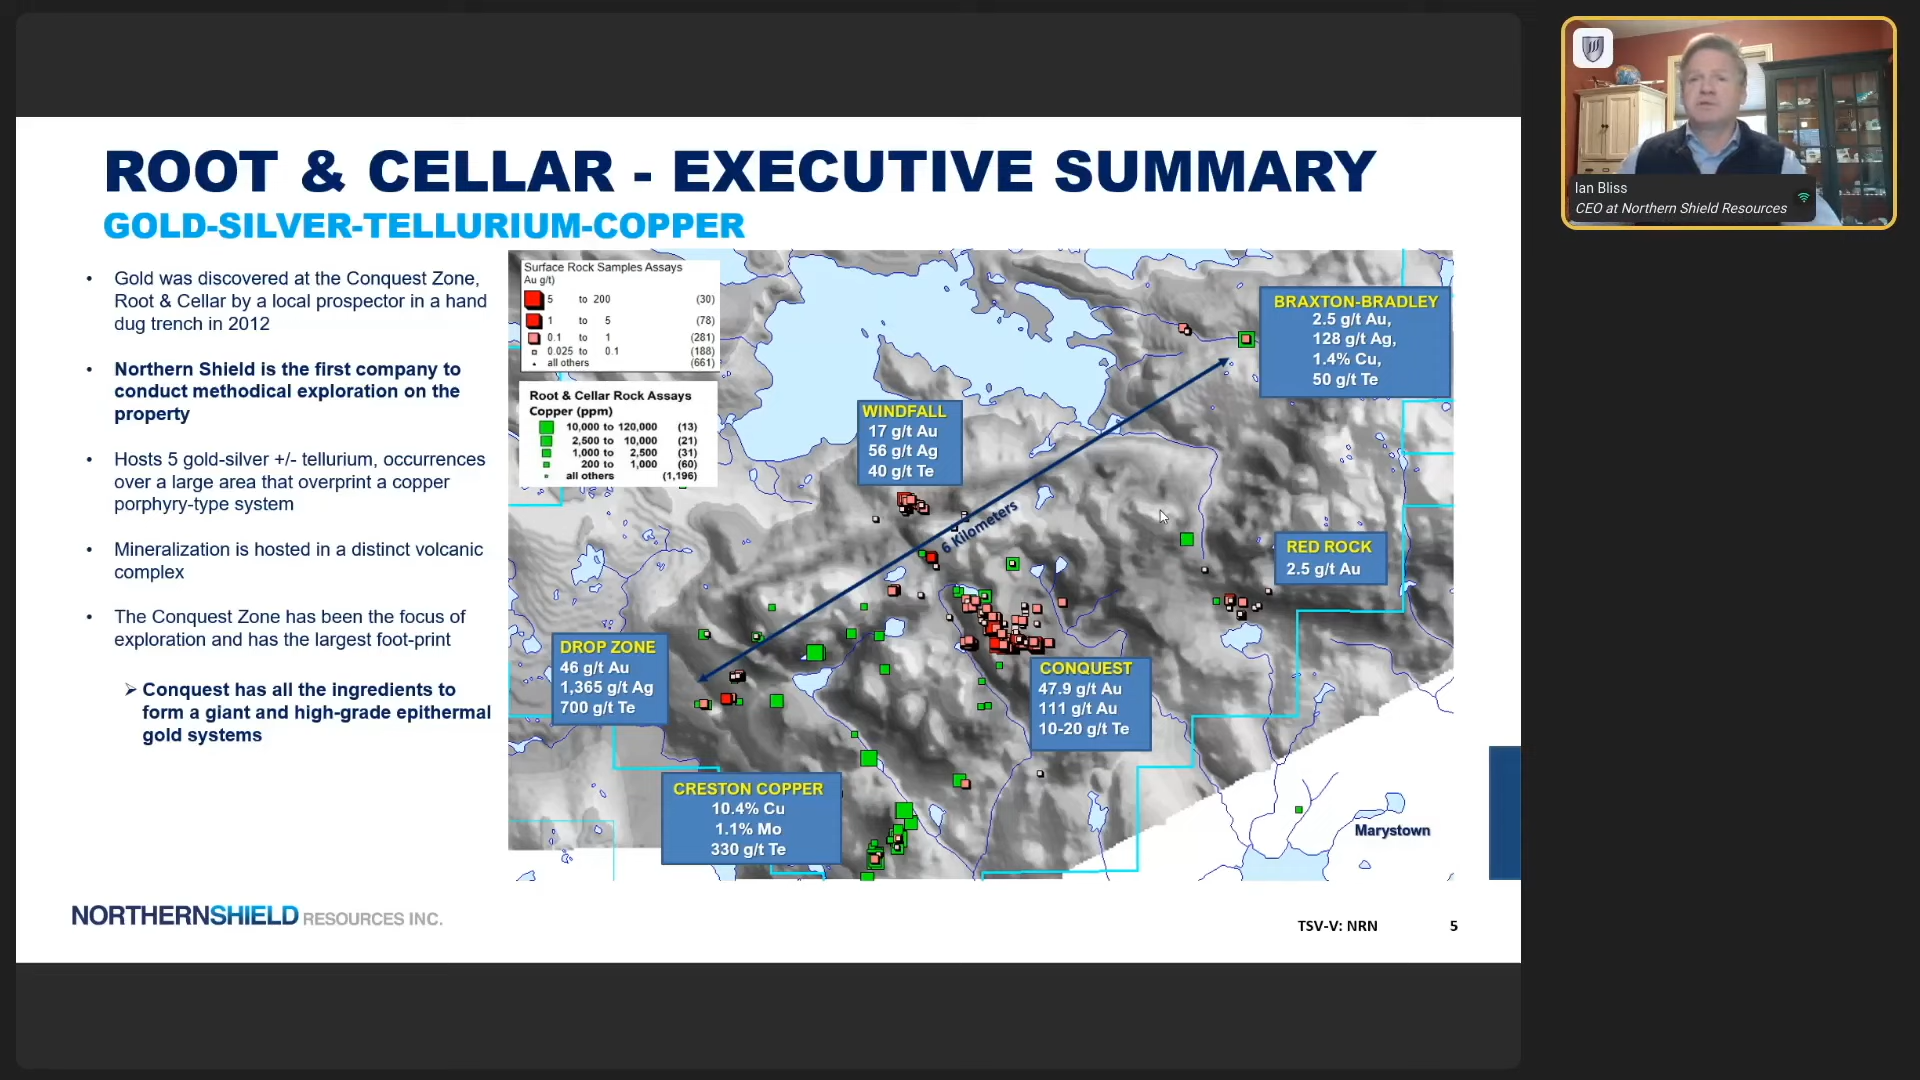 ROOT & CELLAR - EXECUTIVE SUMMARY
GOLD-SILVER-TELLURIUM-COPPER
• Gold was discovered at the Conquest Zone,
Root & Cellar by a local prospector in a hand
dug trench in 2012
• Northern Shield is the first company to
conduct methodical exploration on the
property
• Hosts 5 gold-silver +/- tellurium, occurrences
over a large area that overprint a copper
porphyry-type system
• Mineralization is hosted in a distinct volcanic
complex
• The Conquest Zone has been the focus of
exploration and has the largest foot-print
➢ Conquest has all the ingredients to
form a giant and high-grade epithermal
gold systems
Surface Rock Samples Assays
Au g/t)
5 to 200 (30)
1 to 5 (78)
0.1 to 1 (281)
0.025 to 0.1 (188)
all others (661)
Root & Cellar Rock Assays
Copper (ppm)
10,000 to 120,000 (13)
2,500 to 10,000 (21)
1,000 to 2,500 (31)
200 to 1,000 (60)
all others (1,196)
BRAXTON-BRADLEY
2.5 g/t Au,
128 g/t Ag,
1.4% Cu,
50 g/t Te
WINDFALL
17 g/t Au
56 g/t Ag
40 g/t Te
6 Kilometers
RED ROCK
2.5 g/t Au
DROP ZONE
46 g/t Au
1,365 g/t Ag
700 g/t Te
CONQUEST
47.9 g/t Au
111 g/t Au
10-20 g/t Te
CRESTON COPPER
10.4% Cu
1.1% Mo
330 g/t Te
Marystown
NORTHERNSHIELD RESOURCES INC.
TSV-V: NRN
5
Ian Bliss
CEO at Northern Shield Resources